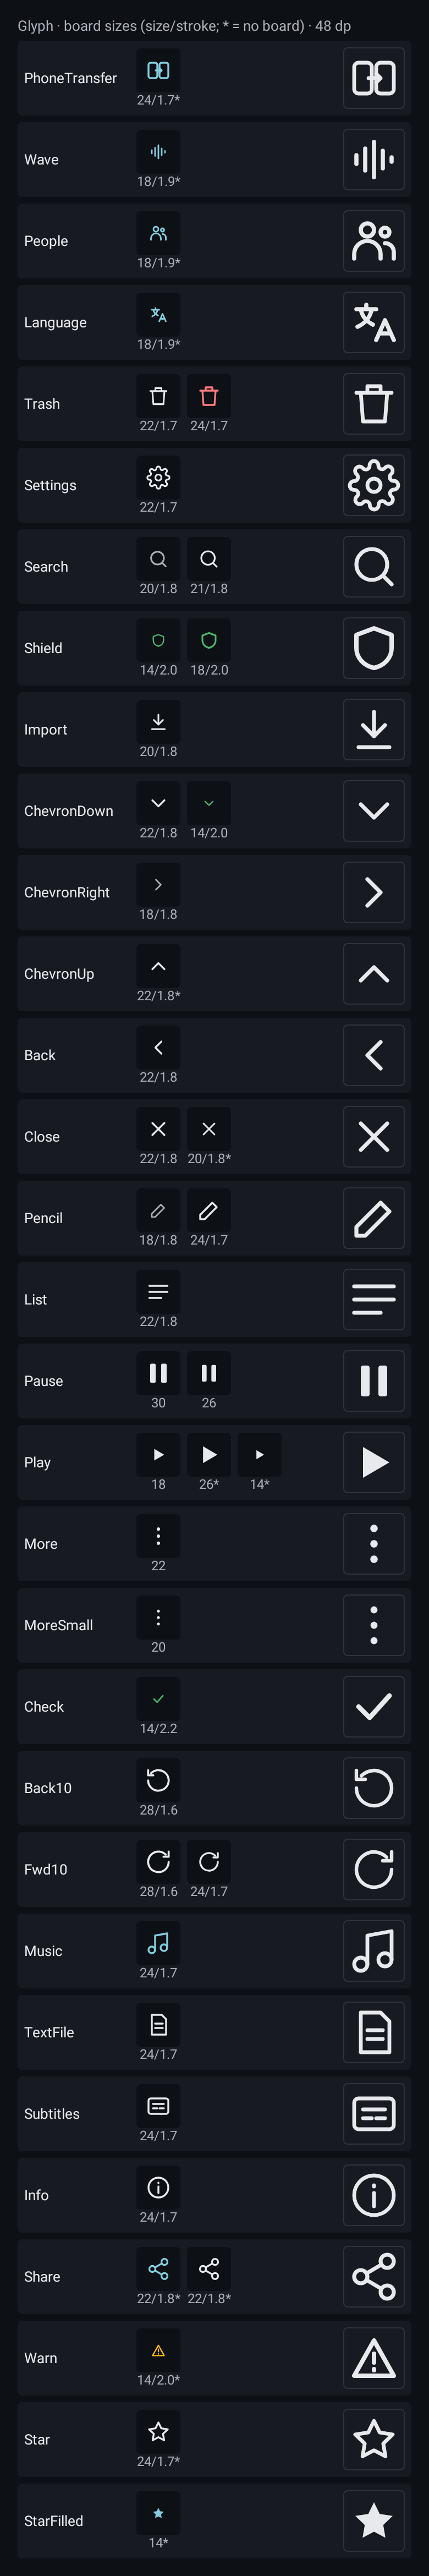 Glyph · board sizes (size/stroke; * = no board) · 48 dp
PhoneTransfer
24/1.7*
Wave
18/1.9*
People
18/1.9*
Language
18/1.9*
Trash
22/1.7 24/1.7
Settings
22/1.7
Search
20/1.8 21/1.8
Shield
14/2.0 18/2.0
Import
20/1.8
ChevronDown
22/1.8 14/2.0
ChevronRight
18/1.8
ChevronUp
22/1.8*
Back
22/1.8
Close
22/1.8 20/1.8*
Pencil
18/1.8 24/1.7
List
22/1.8
Pause
30 26
Play
18 26* 14*
More
22
MoreSmall
20
Check
14/2.2
Back10
28/1.6
Fwd10
28/1.6 24/1.7
Music
24/1.7
TextFile
24/1.7
Subtitles
24/1.7
Info
24/1.7
Share
22/1.8* 22/1.8*
Warn
14/2.0*
Star
24/1.7*
StarFilled
14*